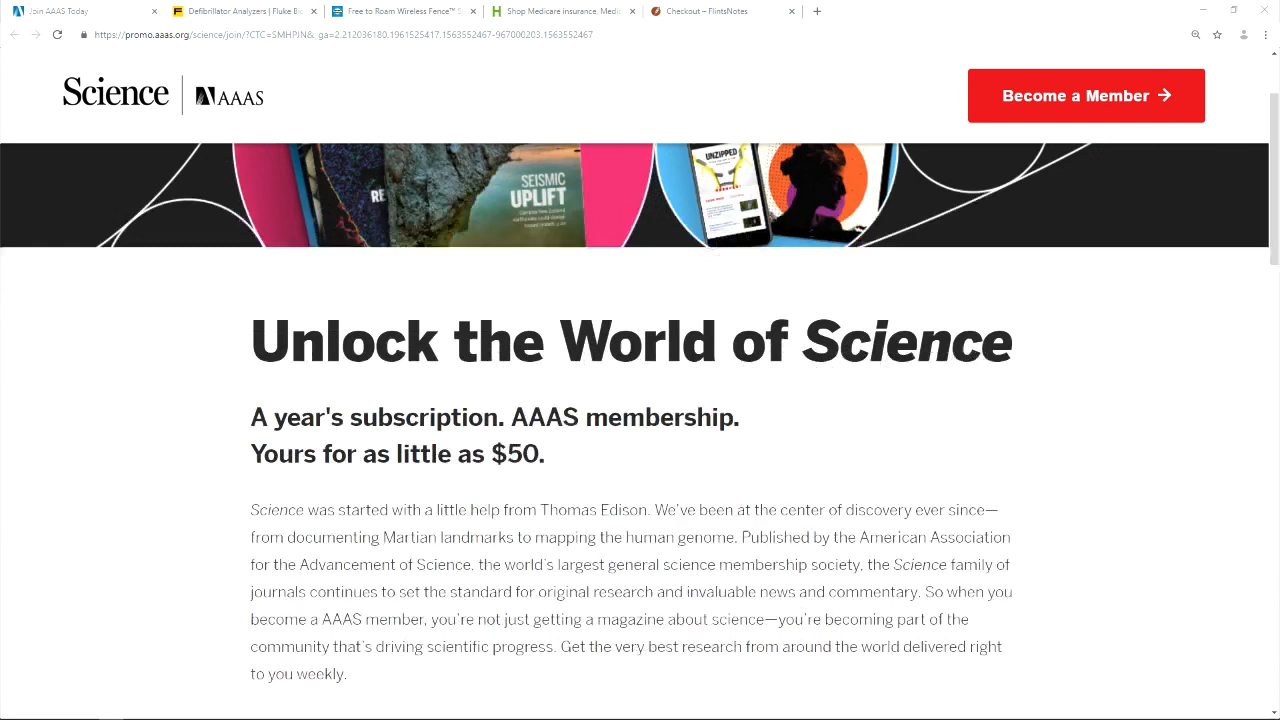 Join AAAS Today
Defibrillator Analyzers | Fluke Bio
Free to Roam Wireless Fence™ S
Shop Medicare insurance, Medic
Checkout – FlintsNotes
https://promo.aaas.org/science/join/?CTC=SMHPJN&_ga=2.212036180.1961525417.1563552467-967000203.1563552467
Science
AAAS
Become a Member
RE
SEISMIC
UPLIFT
UNZIPPED
Unlock the World of Science
A year's subscription. AAAS membership.
Yours for as little as $50.
Science was started with a little help from Thomas Edison. We've been at the center of discovery ever since—
from documenting Martian landmarks to mapping the human genome. Published by the American Association
for the Advancement of Science, the world's largest general science membership society, the Science family of
journals continues to set the standard for original research and invaluable news and commentary. So when you
become a AAAS member, you're not just getting a magazine about science—you're becoming part of the
community that's driving scientific progress. Get the very best research from around the world delivered right
to you weekly.